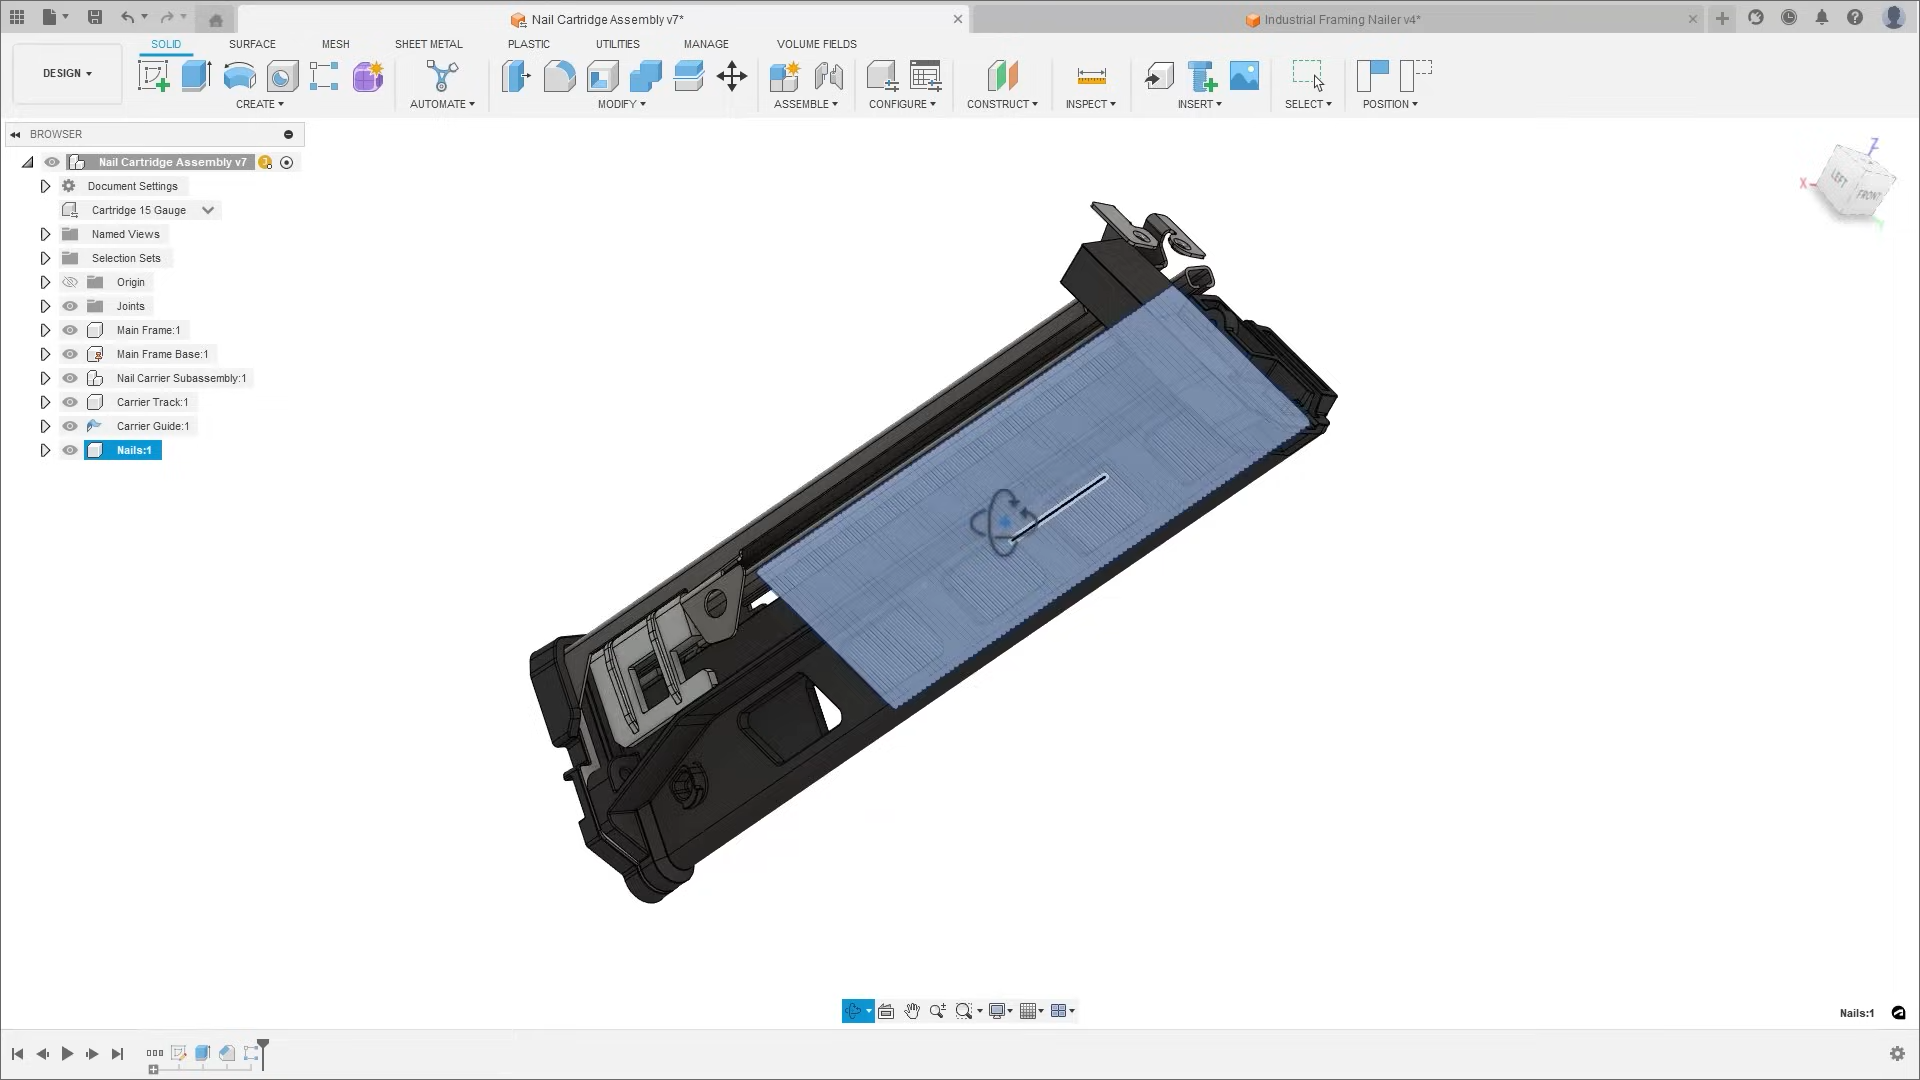 Nail Cartridge Assembly v7*
Industrial Framing Nailer v4*
DESIGN
SOLID
SURFACE
MESH
SHEET METAL
PLASTIC
UTILITIES
MANAGE
VOLUME FIELDS
CREATE
AUTOMATE
MODIFY
ASSEMBLE
CONFIGURE
CONSTRUCT
INSPECT
INSERT
SELECT
POSITION
BROWSER
Nail Cartridge Assembly v7
Document Settings
Cartridge 15 Gauge
Named Views
Selection Sets
Origin
Joints
Main Frame:1
Main Frame Base:1
Nail Carrier Subassembly:1
Carrier Track:1
Carrier Guide:1
Nails:1
Z
X
LEFT
FRONT
Y
Nails:1